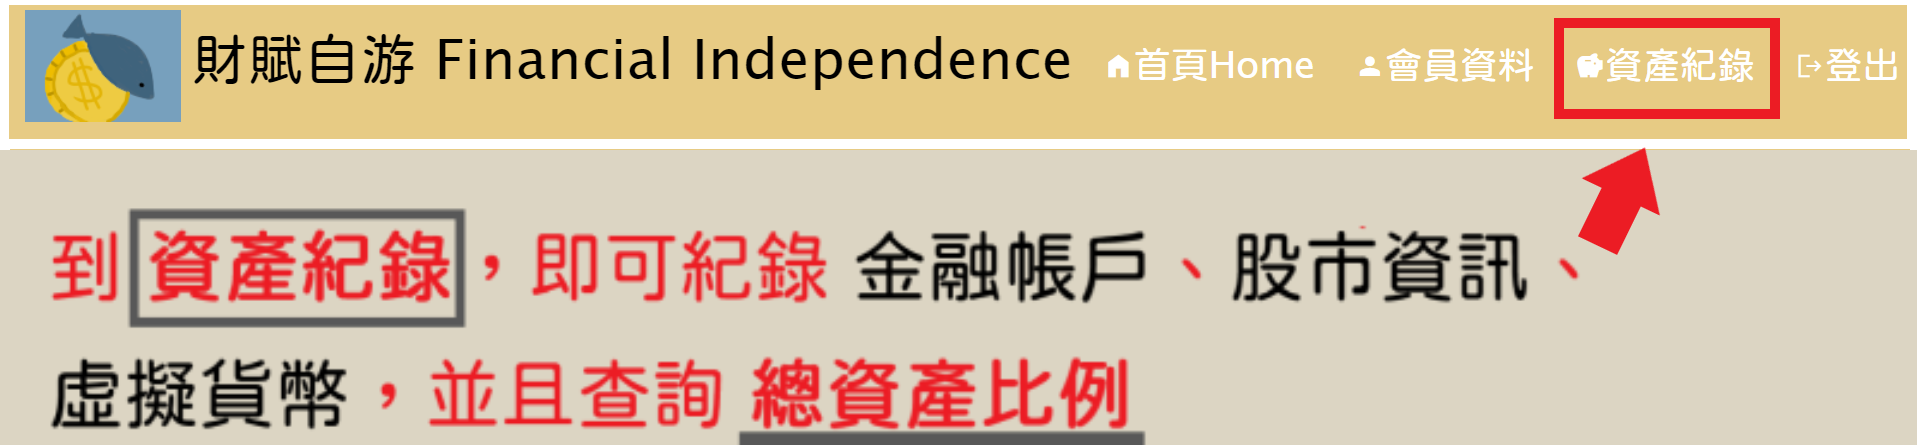 財賦自游 Financial Independence 首頁Home 會員資料 資產紀錄 登出
到 資產紀錄，即可紀錄 金融帳戶、股市資訊、
虛擬貨幣，並且查詢 總資產比例